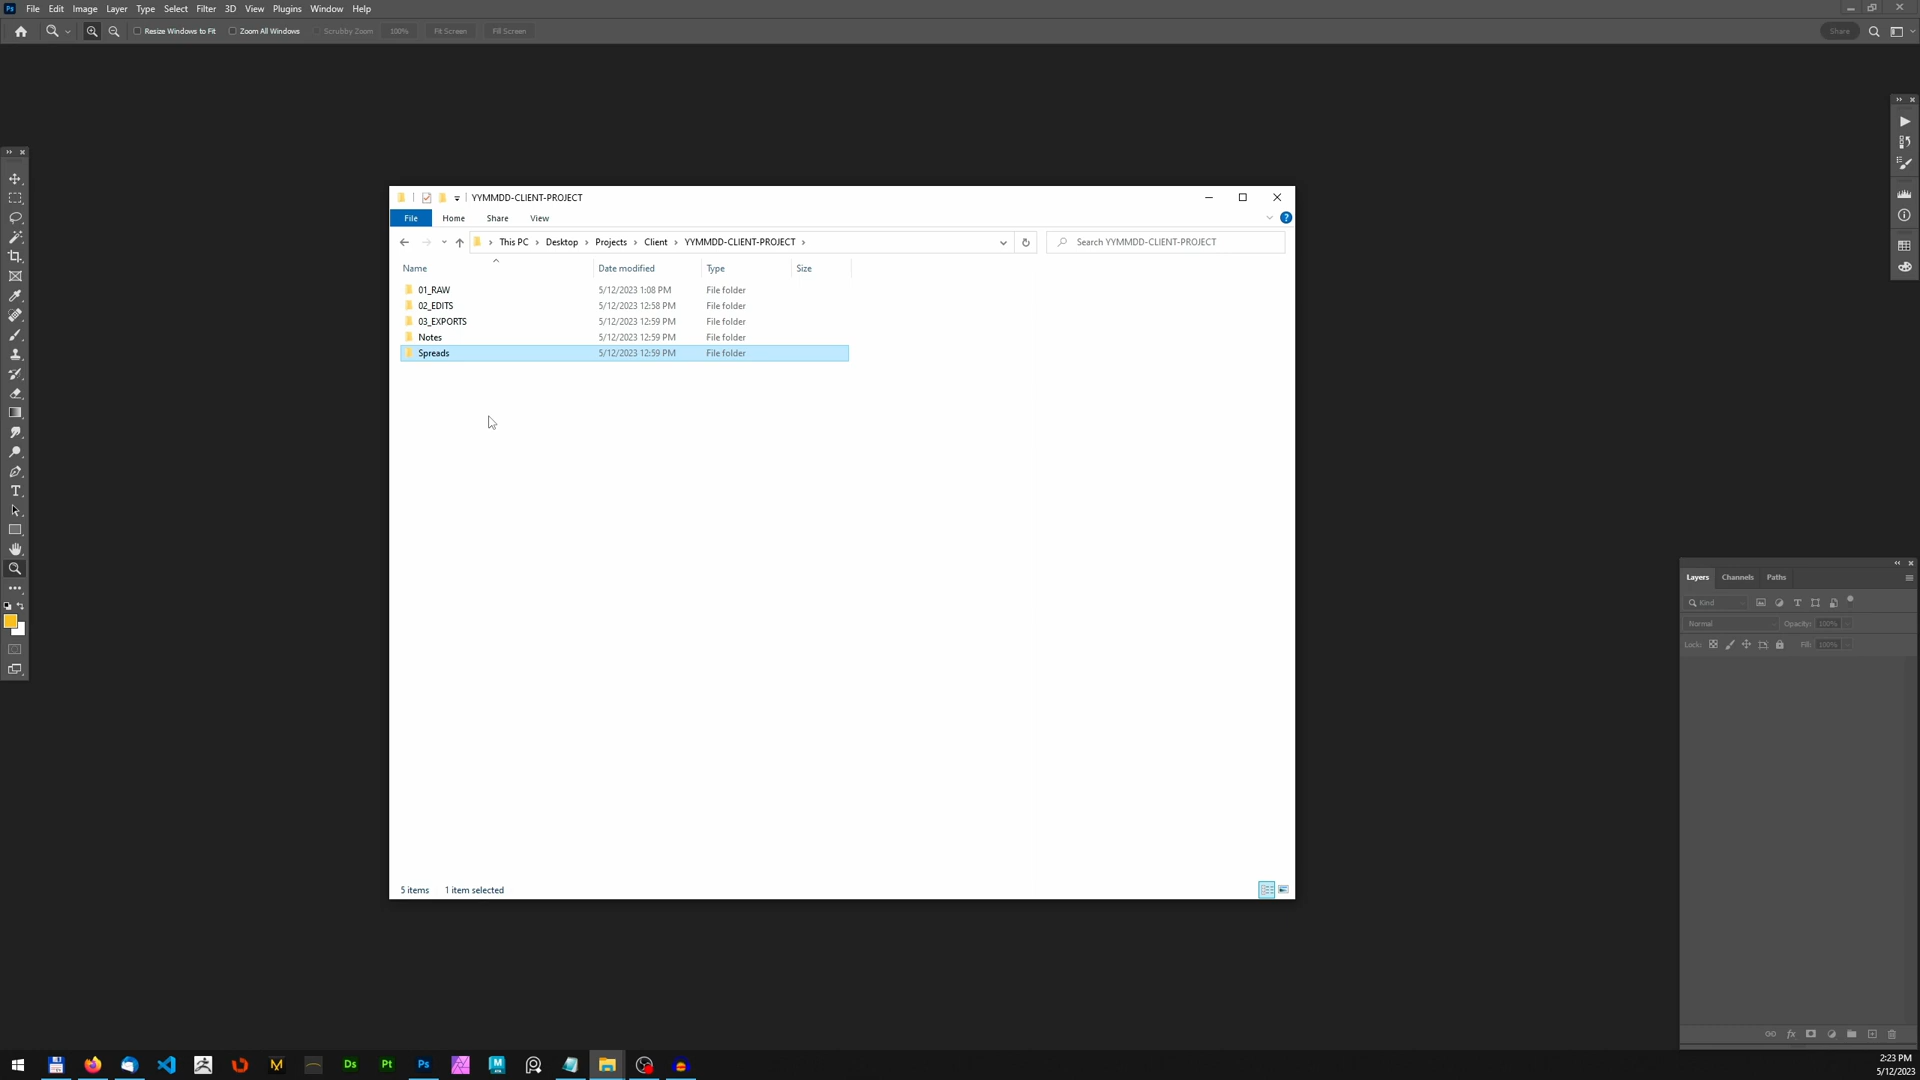 Ps File Edit Image Layer Type Select Filter 3D View Plugins Window Help
Resize Windows to Fit Zoom All Windows Scrubby Zoom 100% Fit Screen Fill Screen Share
YYMMDD-CLIENT-PROJECT
File Home Share View ?
This PC > Desktop > Projects > Client > YYMMDD-CLIENT-PROJECT > Search YYMMDD-CLIENT-PROJECT
Name Date modified Type Size
01_RAW 5/12/2023 1:08 PM File folder
02_EDITS 5/12/2023 12:58 PM File folder
03_EXPORTS 5/12/2023 12:59 PM File folder
Notes 5/12/2023 12:59 PM File folder
Spreads 5/12/2023 12:59 PM File folder
5 items 1 item selected
Layers Channels Paths
Kind
Normal Opacity: 100%
Lock: Fill: 100%
fx
Ds Pt Ps M
2:23 PM
5/12/2023